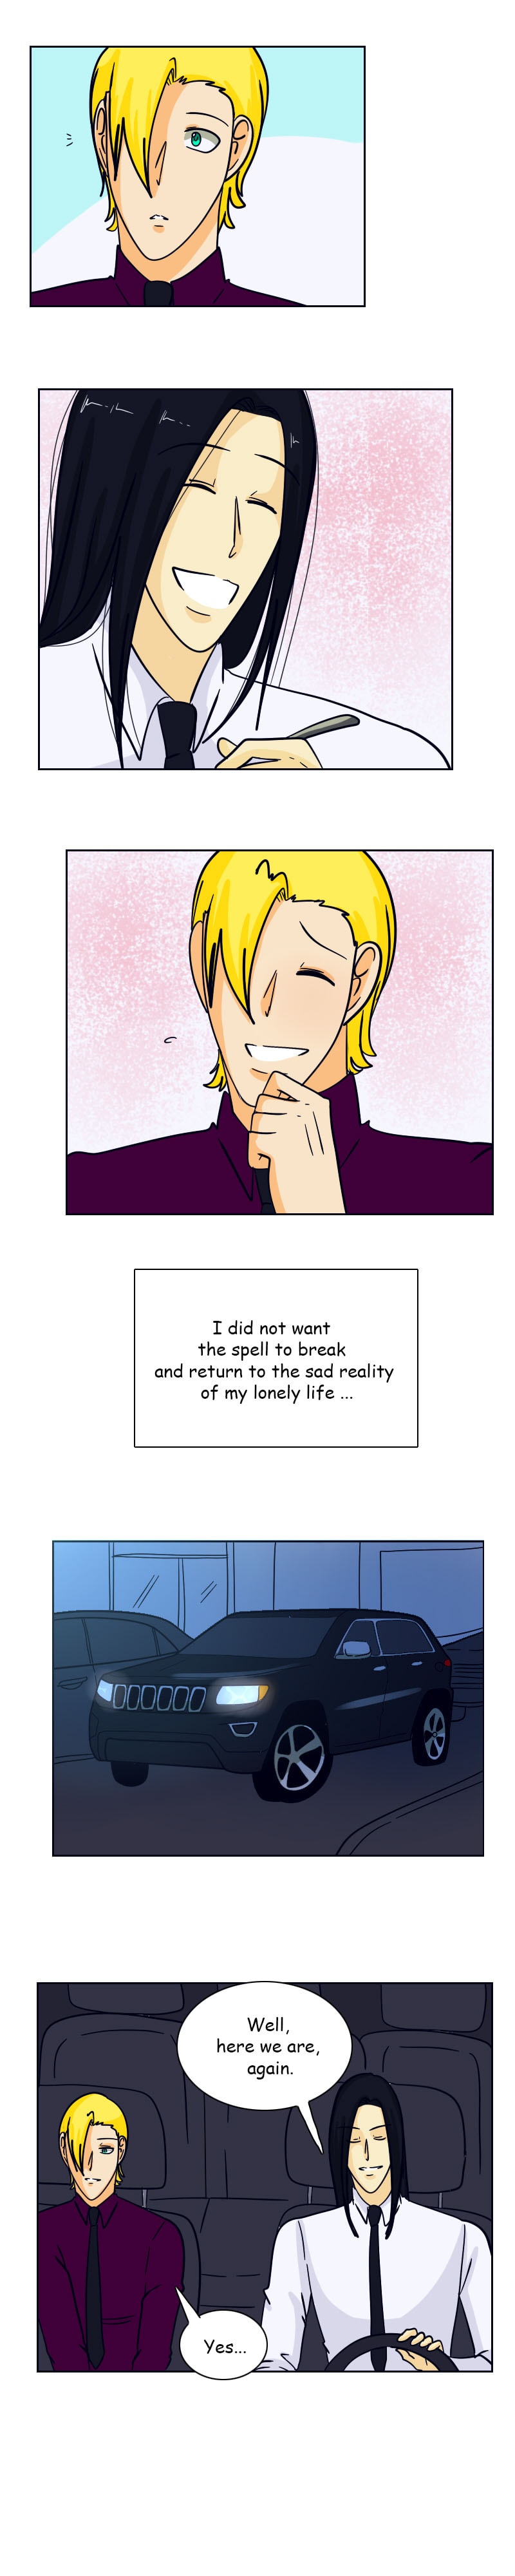 I did not want
the spell to break
and return to the sad reality
of my lonely life ...
Well,
here we are,
again.
Yes...